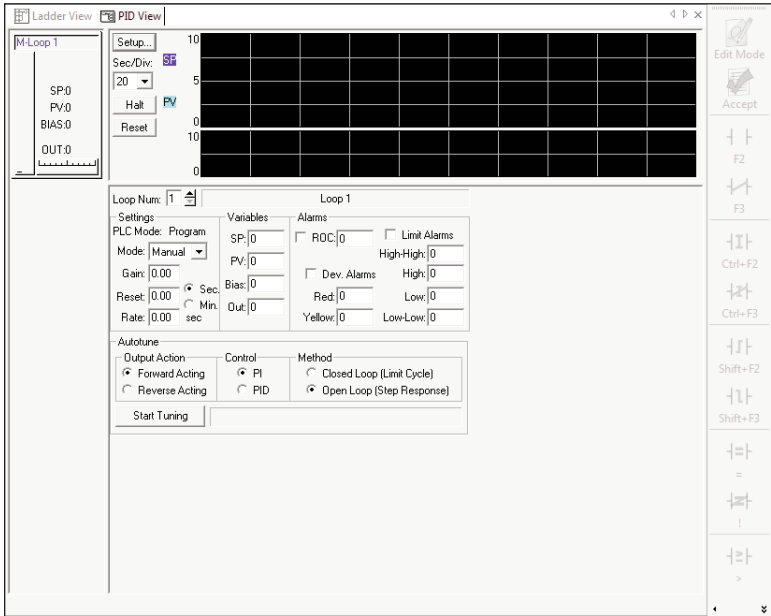 Ladder View PID View
M-Loop 1
SP:0
PV:0
BIAS:0
OUT:0
Setup...
Sec/Div:
20
Halt
Reset
SP
PV
10
5
0
10
0
Loop Num: 1 Loop 1
Settings
PLC Mode: Program
Mode: Manual
Gain: 0.00
Reset: 0.00
Sec.
Min.
Rate: 0.00 sec
Variables
SP: 0
PV: 0
Bias: 0
Out: 0
Alarms
ROC: 0 Limit Alarms
High-High: 0
Dev. Alarms High: 0
Red: 0 Low: 0
Yellow: 0 Low-Low: 0
Autotune
Output Action
Forward Acting
Reverse Acting
Control
PI
PID
Method
Closed Loop (Limit Cycle)
Open Loop (Step Response)
Start Tuning
Edit Mode
Accept
F2
F3
Ctrl+F2
Ctrl+F3
Shift+F2
Shift+F3
=
!
>